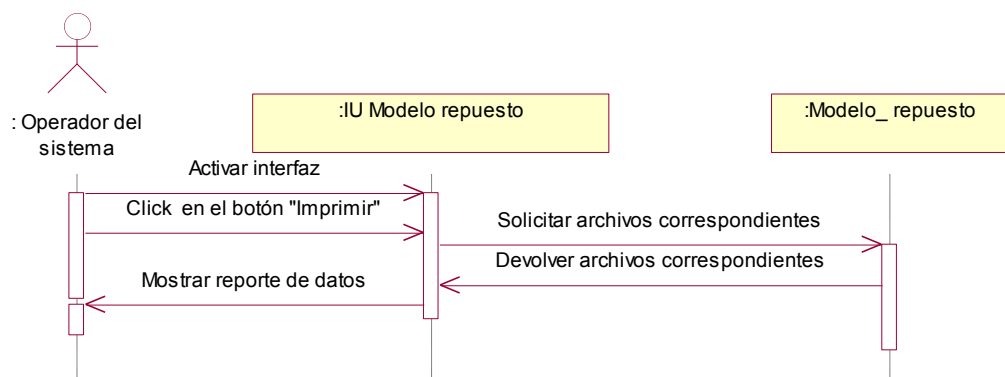 : Operador del
sistema
:IU Modelo repuesto
:Modelo_ repuesto
Activar interfaz
Click en el botón "Imprimir"
Solicitar archivos correspondientes
Devolver archivos correspondientes
Mostrar reporte de datos